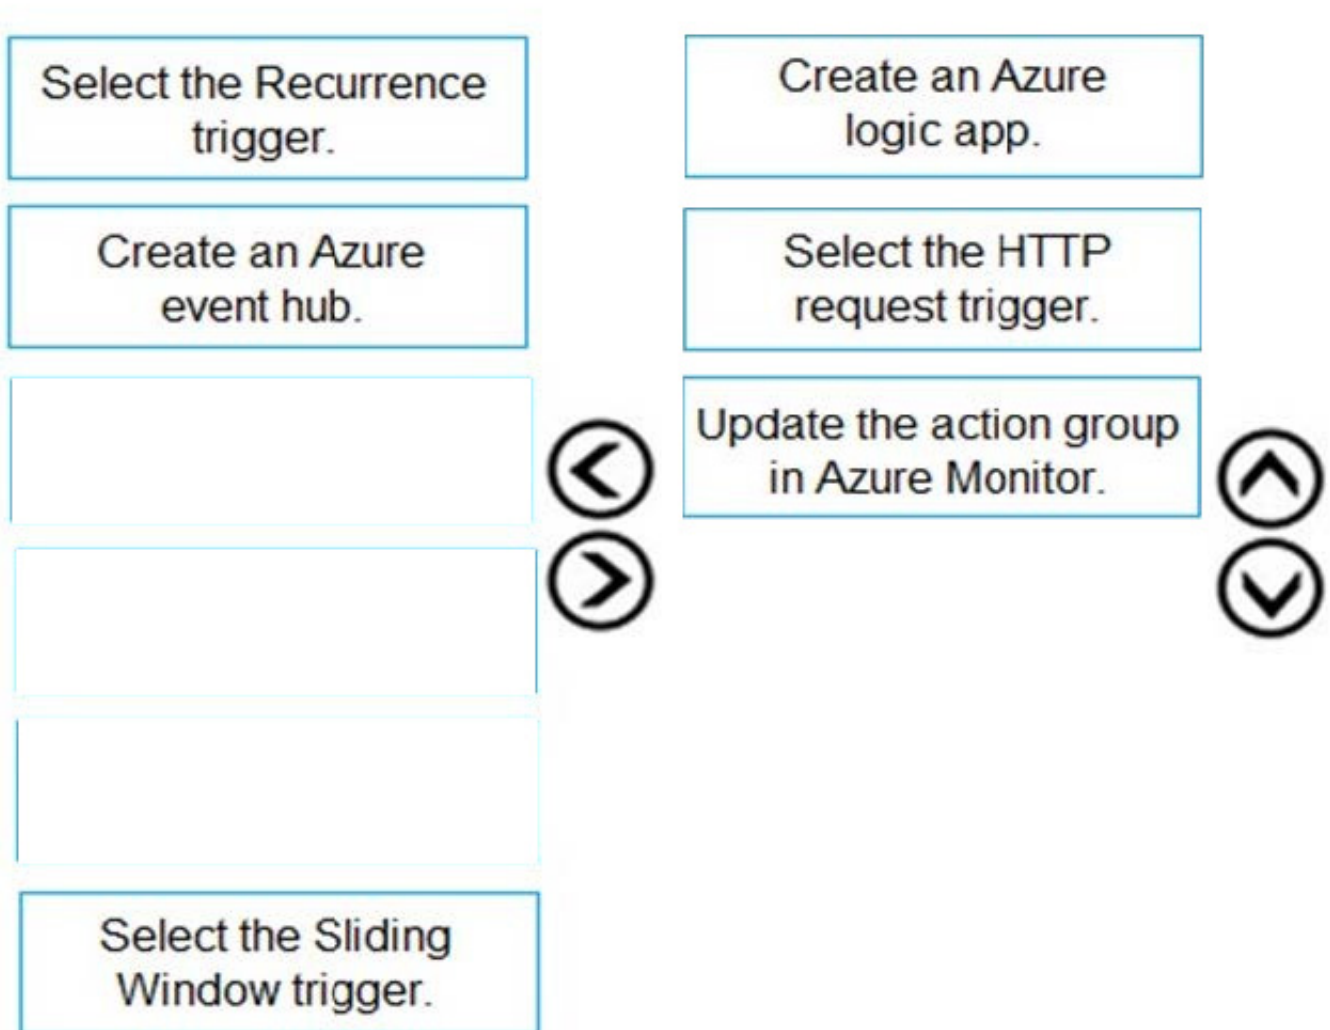 Select the Recurrence
trigger.
Create an Azure
event hub.
Select the Sliding
Window trigger.
Create an Azure
logic app.
Select the HTTP
request trigger.
Update the action group
in Azure Monitor.